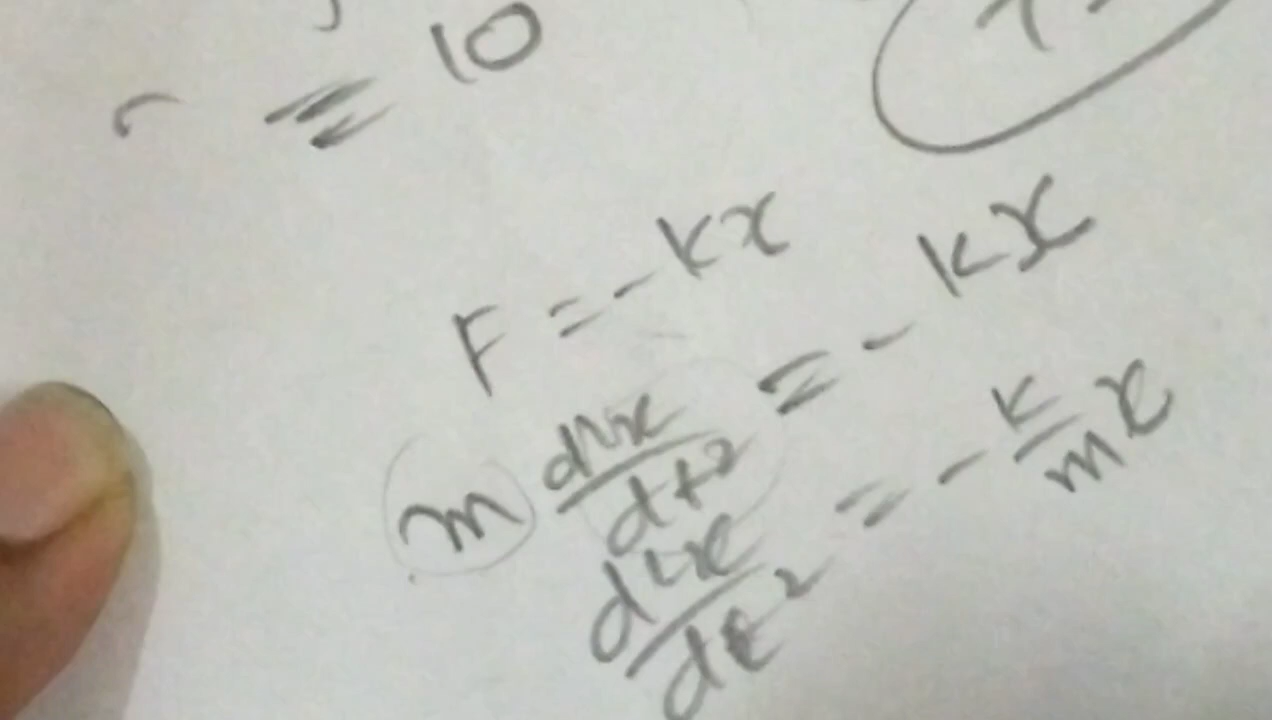 = 10
F = -kx
m d²x/dt² = -kx
d²x/dt² = -k/m x